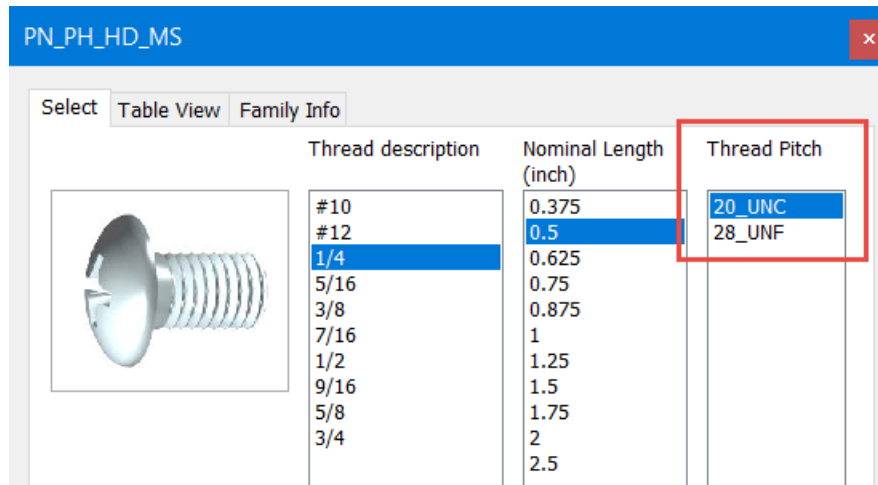 PN_PH_HD_MS
×
Select Table View Family Info
Thread description
Nominal Length
(inch)
Thread Pitch
#10
#12
1/4
5/16
3/8
7/16
1/2
9/16
5/8
3/4
0.375
0.5
0.625
0.75
0.875
1
1.25
1.5
1.75
2
2.5
20_UNC
28_UNF